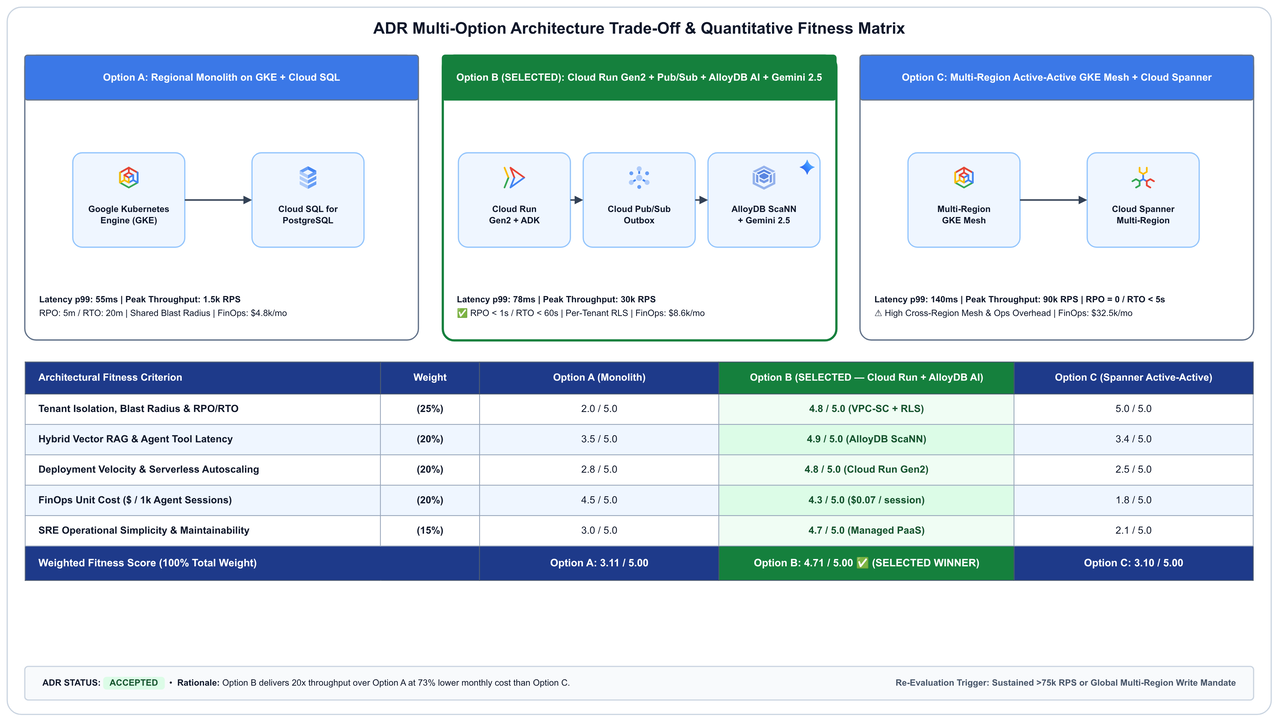 ADR Multi-Option Architecture Trade-Off & Quantitative Fitness Matrix
Option A: Regional Monolith on GKE + Cloud SQL
Google Kubernetes
Engine (GKE)
Cloud SQL for
PostgreSQL
Latency p99: 55ms | Peak Throughput: 1.5k RPS
RPO: 5m / RTO: 20m | Shared Blast Radius | FinOps: $4.8k/mo
Option B (SELECTED): Cloud Run Gen2 + Pub/Sub + AlloyDB AI + Gemini 2.5
Cloud Run
Gen2 + ADK
Cloud Pub/Sub
Outbox
AlloyDB ScaNN
+ Gemini 2.5
Latency p99: 78ms | Peak Throughput: 30k RPS
✅ RPO < 1s / RTO < 60s | Per-Tenant RLS | FinOps: $8.6k/mo
Option C: Multi-Region Active-Active GKE Mesh + Cloud Spanner
Multi-Region
GKE Mesh
Cloud Spanner
Multi-Region
Latency p99: 140ms | Peak Throughput: 90k RPS | RPO = 0 / RTO < 5s
⚠ High Cross-Region Mesh & Ops Overhead | FinOps: $32.5k/mo
Architectural Fitness Criterion Weight Option A (Monolith) Option B (SELECTED — Cloud Run + AlloyDB AI) Option C (Spanner Active-Active)
Tenant Isolation, Blast Radius & RPO/RTO (25%) 2.0 / 5.0 4.8 / 5.0 (VPC-SC + RLS) 5.0 / 5.0
Hybrid Vector RAG & Agent Tool Latency (20%) 3.5 / 5.0 4.9 / 5.0 (AlloyDB ScaNN) 3.4 / 5.0
Deployment Velocity & Serverless Autoscaling (20%) 2.8 / 5.0 4.8 / 5.0 (Cloud Run Gen2) 2.5 / 5.0
FinOps Unit Cost ($ / 1k Agent Sessions) (20%) 4.5 / 5.0 4.3 / 5.0 ($0.07 / session) 1.8 / 5.0
SRE Operational Simplicity & Maintainability (15%) 3.0 / 5.0 4.7 / 5.0 (Managed PaaS) 2.1 / 5.0
Weighted Fitness Score (100% Total Weight) Option A: 3.11 / 5.00 Option B: 4.71 / 5.00 ✅ (SELECTED WINNER) Option C: 3.10 / 5.00
ADR STATUS: ACCEPTED • Rationale: Option B delivers 20x throughput over Option A at 73% lower monthly cost than Option C.
Re-Evaluation Trigger: Sustained >75k RPS or Global Multi-Region Write Mandate